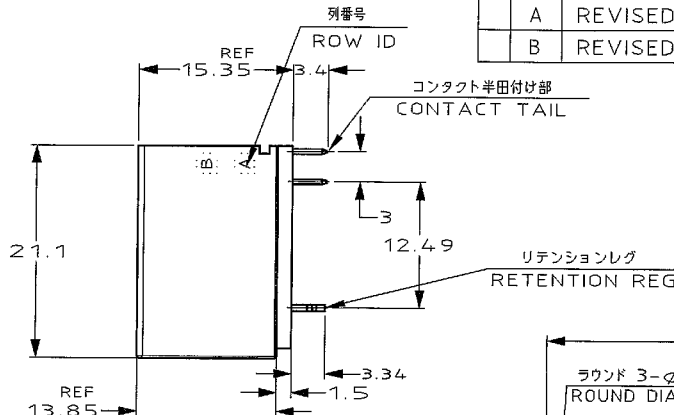 列番号
ROW ID
A REVISED
B REVISED
REF
15.35
3.4
コンタクト半田付け部
CONTACT TAIL
B A
3
21.1
12.49
リテンションレグ
RETENTION REG
3.34
1.5
REF
13.85
ラウンド 3-φ
ROUND DIA